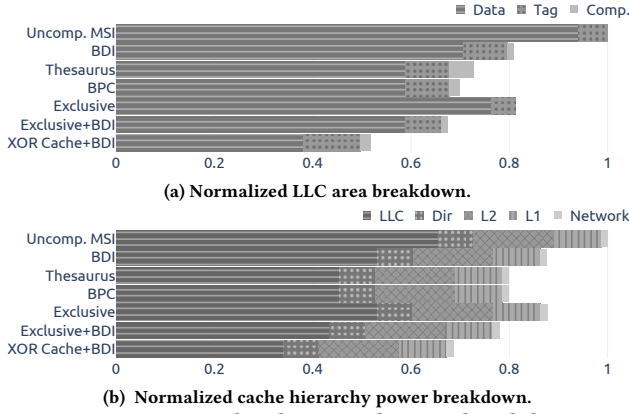 Data Tag Comp.
Uncomp. MSI
BDI
Thesaurus
BPC
Exclusive
Exclusive+BDI
XOR Cache+BDI
0 0.2 0.4 0.6 0.8 1
(a) Normalized LLC area breakdown.
LLC Dir L2 L1 Network
Uncomp. MSI
BDI
Thesaurus
BPC
Exclusive
Exclusive+BDI
XOR Cache+BDI
0 0.2 0.4 0.6 0.8 1
(b) Normalized cache hierarchy power breakdown.